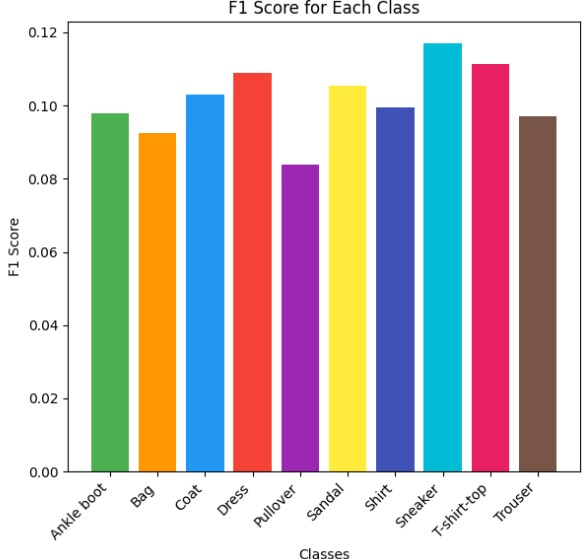 F1 Score for Each Class
F1 Score
0.12
0.10
0.08
0.06
0.04
0.02
0.00
Ankle boot
Bag
Coat
Dress
Pullover
Sandal
Shirt
Sneaker
T-shirt-top
Trouser
Classes